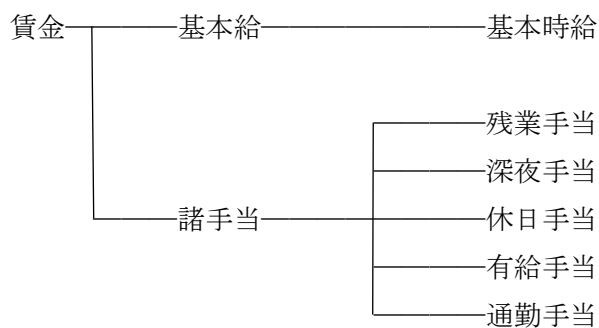 賃金 基本給 基本時給
残業手当
深夜手当
諸手当 休日手当
有給手当
通勤手当